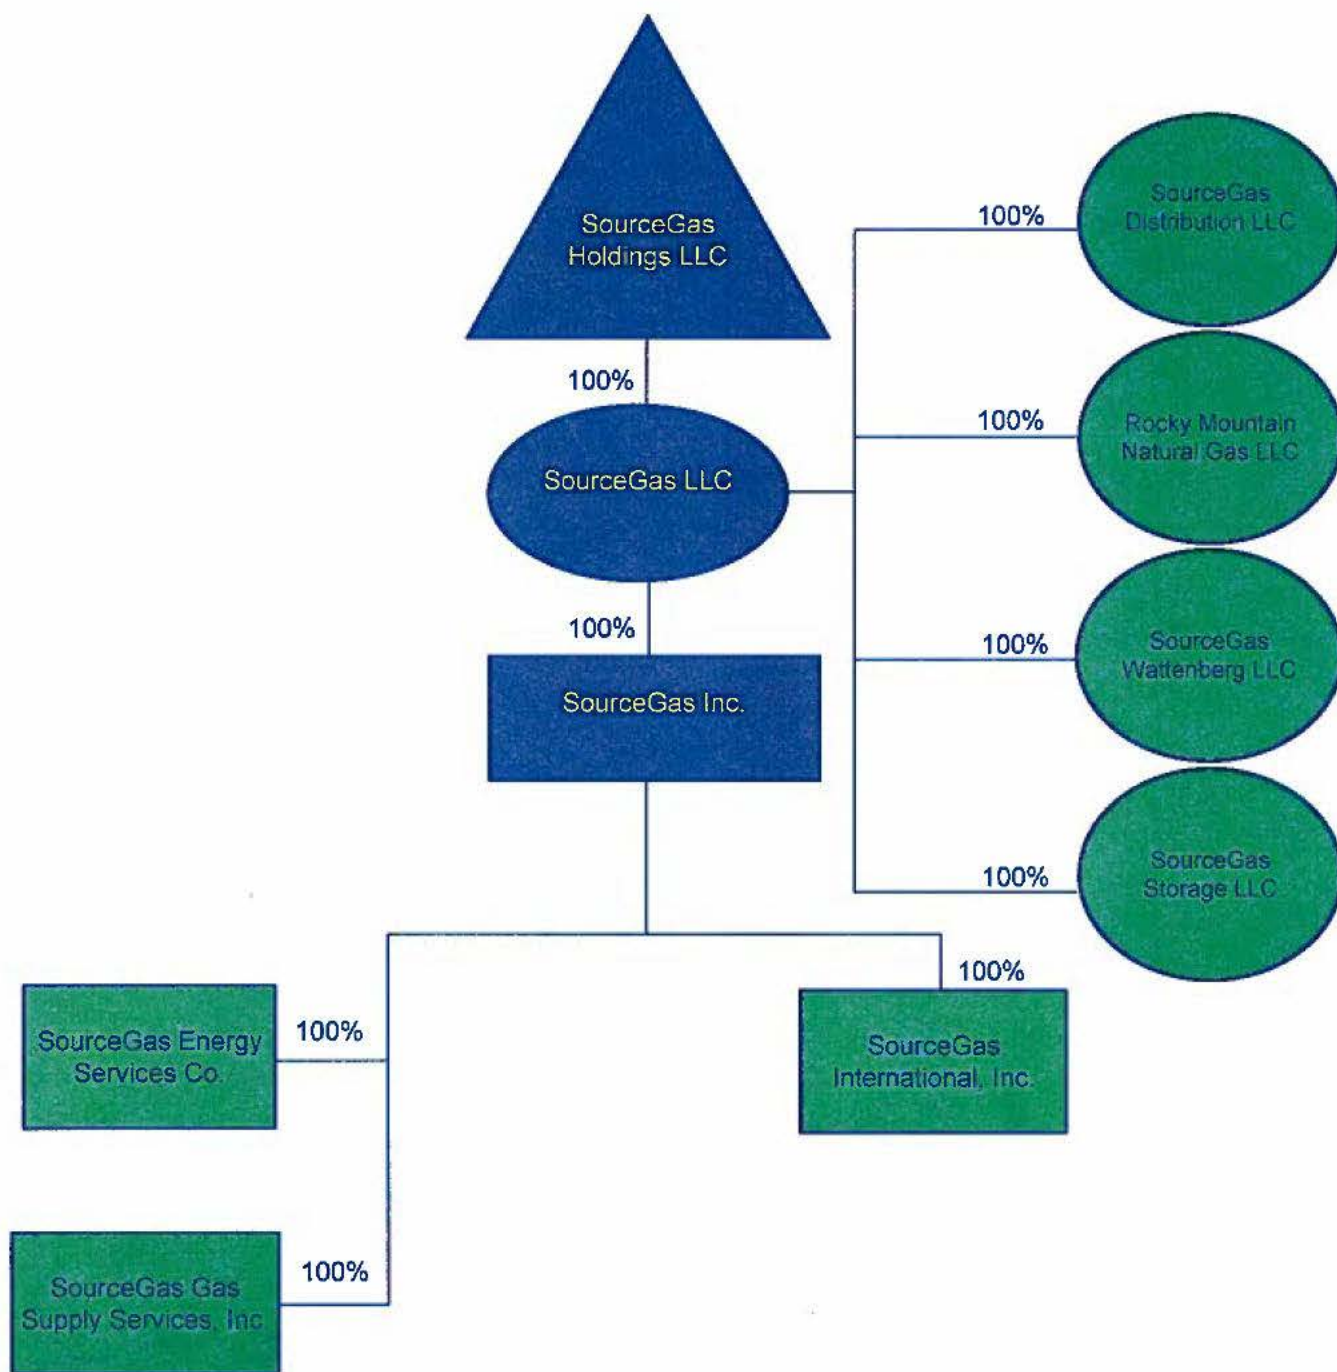 SourceGas
Holdings LLC
100%
SourceGas LLC
100%
SourceGas Inc.
100%
SourceGas
Distribution LLC
100%
Rocky Mountain
Natural Gas LLC
100%
SourceGas
Wattenberg LLC
100%
SourceGas
Storage LLC
100%
SourceGas Energy
Services Co.
100%
SourceGas
International, Inc.
100%
SourceGas Gas
Supply Services, Inc